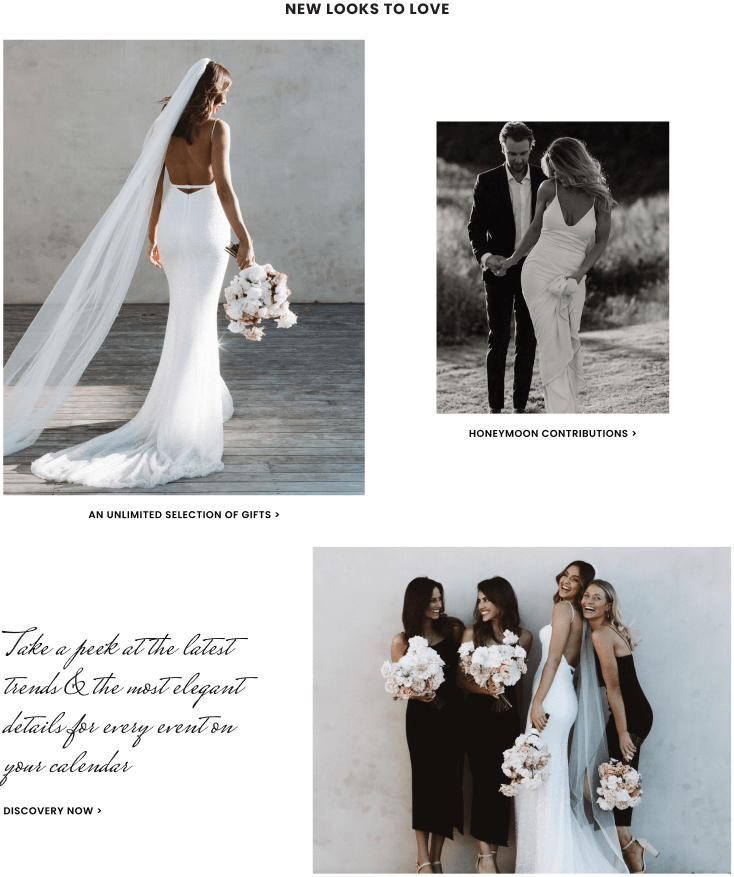 NEW LOOKS TO LOVE
HONEYMOON CONTRIBUTIONS >
AN UNLIMITED SELECTION OF GIFTS >
Take a peek at the latest
trends & the most elegant
details for every event on
your calendar
DISCOVERY NOW >